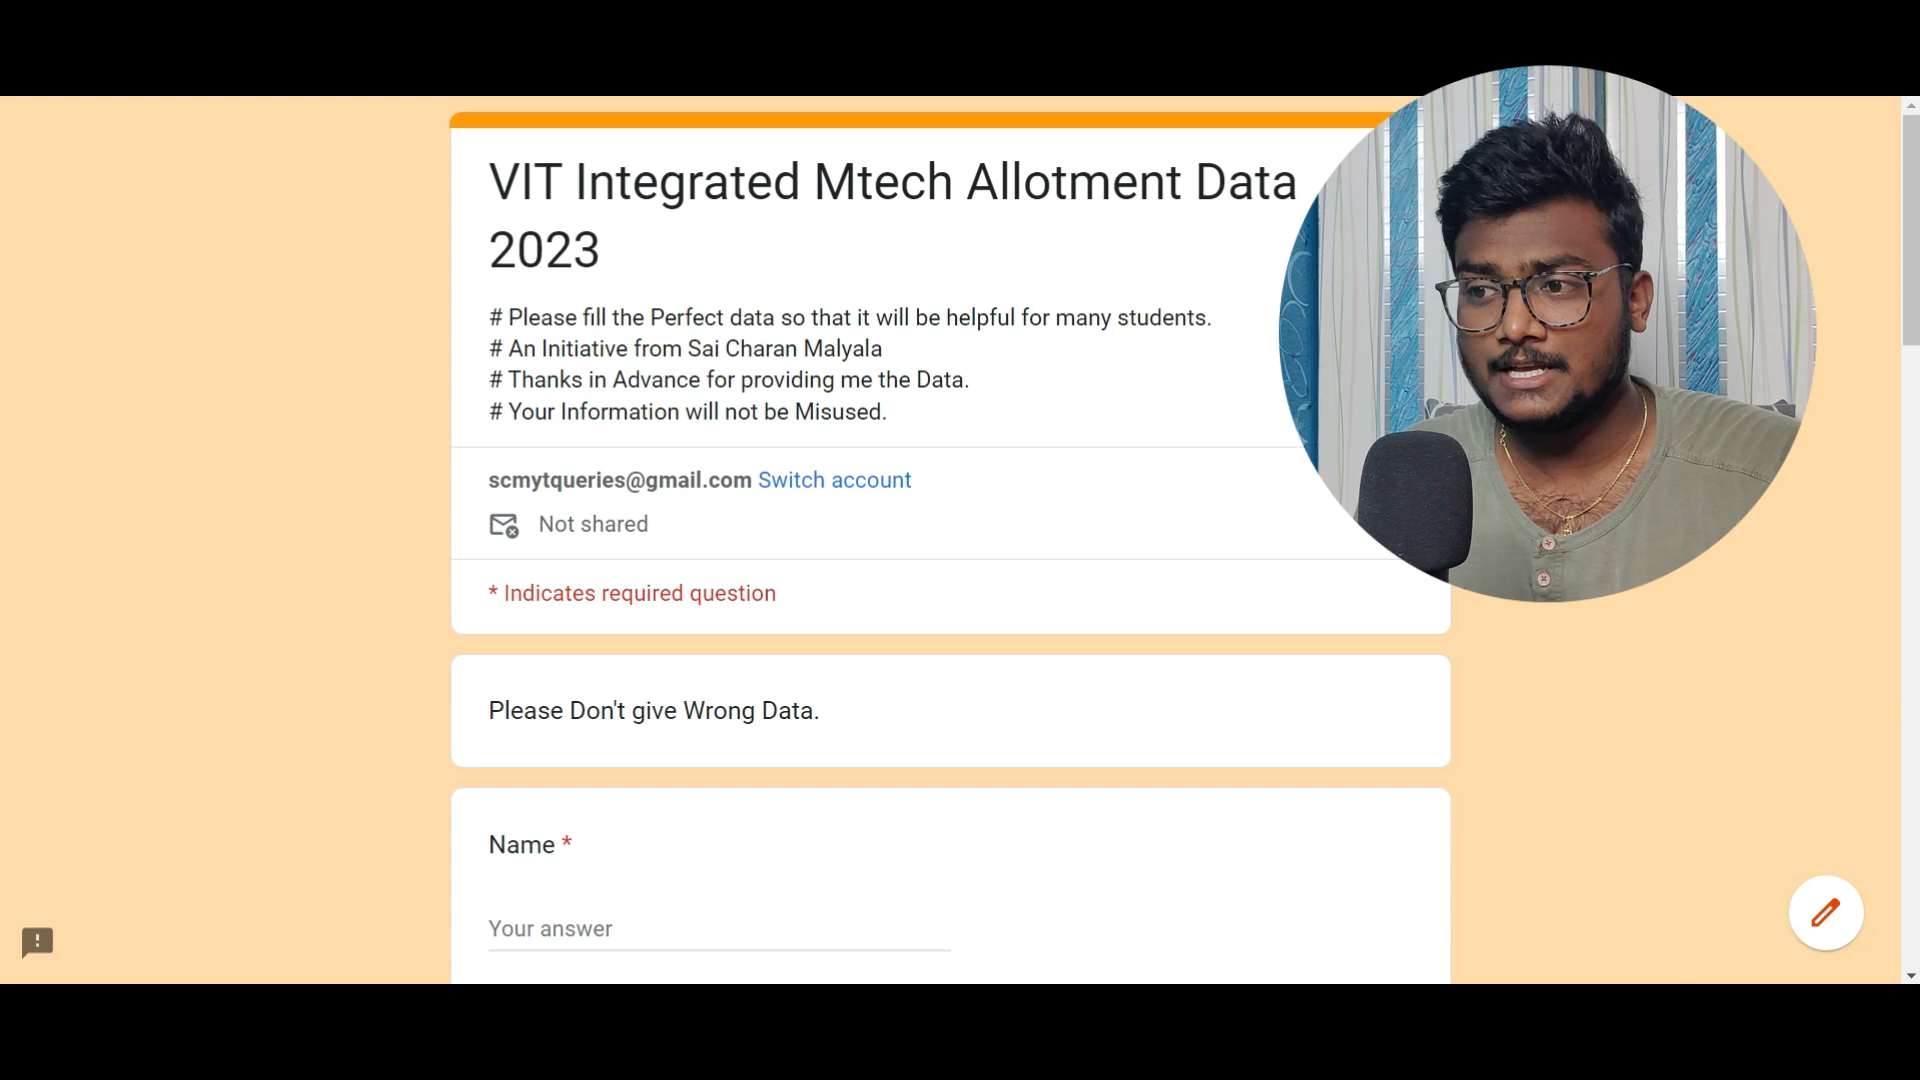 VIT Integrated Mtech Allotment Data
2023
# Please fill the Perfect data so that it will be helpful for many students.
# An Initiative from Sai Charan Malyala
# Thanks in Advance for providing me the Data.
# Your Information will not be Misused.
scmytqueries@gmail.com Switch account
Not shared
* Indicates required question
Please Don't give Wrong Data.
Name *
Your answer